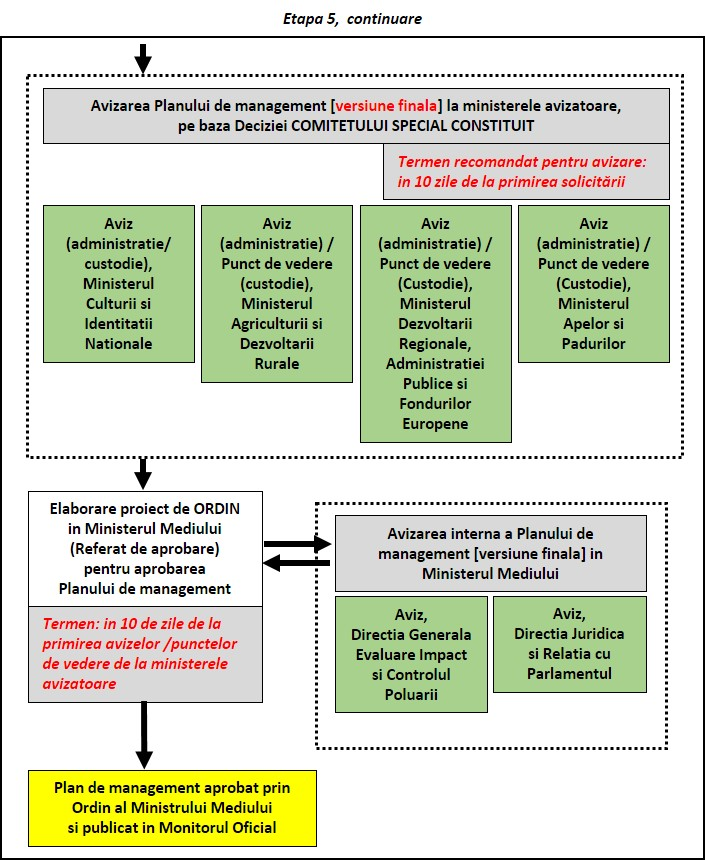 Etapa 5, continuare
Avizarea Planului de management [versiune finala] la ministerele avizatoare,
pe baza Deciziei COMITETULUI SPECIAL CONSTITUIT
Termen recomandat pentru avizare:
in 10 zile de la primirea solicitării
Aviz
(administratie/
custodie),
Ministerul
Culturii si
Identitatii
Nationale
Aviz
(administratie) /
Punct de vedere
(custodie),
Ministerul
Agriculturii si
Dezvoltarii
Rurale
Aviz
(administratie) /
Punct de vedere
(Custodie),
Ministerul
Dezvoltarii
Regionale,
Administratiei
Publice si
Fondurilor
Europene
Aviz
(administratie) /
Punct de vedere
(Custodie),
Ministerul
Apelor si
Padurilor
Elaborare proiect de ORDIN
in Ministerul Mediului
(Referat de aprobare)
pentru aprobarea
Planului de management
Termen: in 10 de zile de la
primirea avizelor /punctelor
de vedere de la ministerele
avizatoare
Avizarea interna a Planului de
management [versiune finala] in
Ministerul Mediului
Aviz,
Directia Generala
Evaluare Impact
si Controlul
Poluarii
Aviz,
Directia Juridica
si Relatia cu
Parlamentul
Plan de management aprobat prin
Ordin al Ministrului Mediului
si publicat in Monitorul Oficial